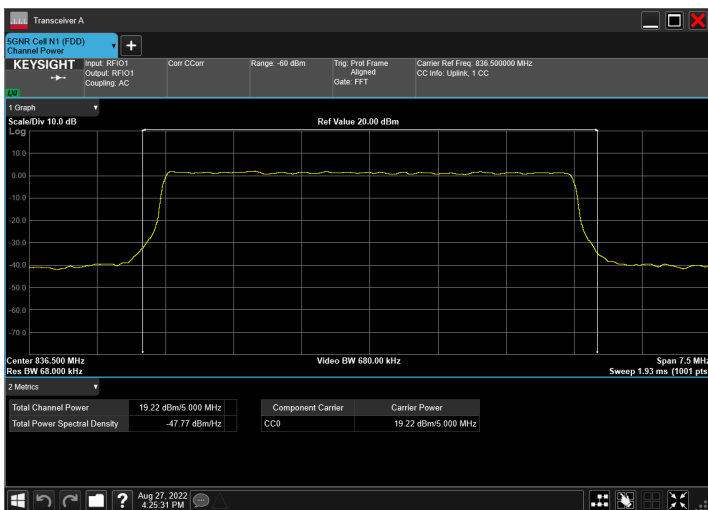 Transceiver A
5GNR Cell N1 (FDD)
Channel Power
KEYSIGHT
Input: RFIO1
Output: RFIO1
Coupling: AC
Corr CCorr
Range: -60 dBm
Trig: Prot Frame
Aligned
Gate: FFT
Carrier Ref Freq: 836.500000 MHz
CC Info: Uplink, 1 CC
LXI
1 Graph
Scale/Div 10.0 dB
Ref Value 20.00 dBm
Log
10.0
0.00
-10.0
-20.0
-30.0
-40.0
-50.0
-60.0
-70.0
Center 836.500 MHz
Video BW 680.00 kHz
Span 7.5 MHz
Res BW 68.000 kHz
Sweep 1.93 ms (1001 pts
2 Metrics
Total Channel Power 19.22 dBm/5.000 MHz
Total Power Spectral Density -47.77 dBm/Hz
Component Carrier Carrier Power
CC0 19.22 dBm/5.000 MHz
Aug 27, 2022
4:25:31 PM